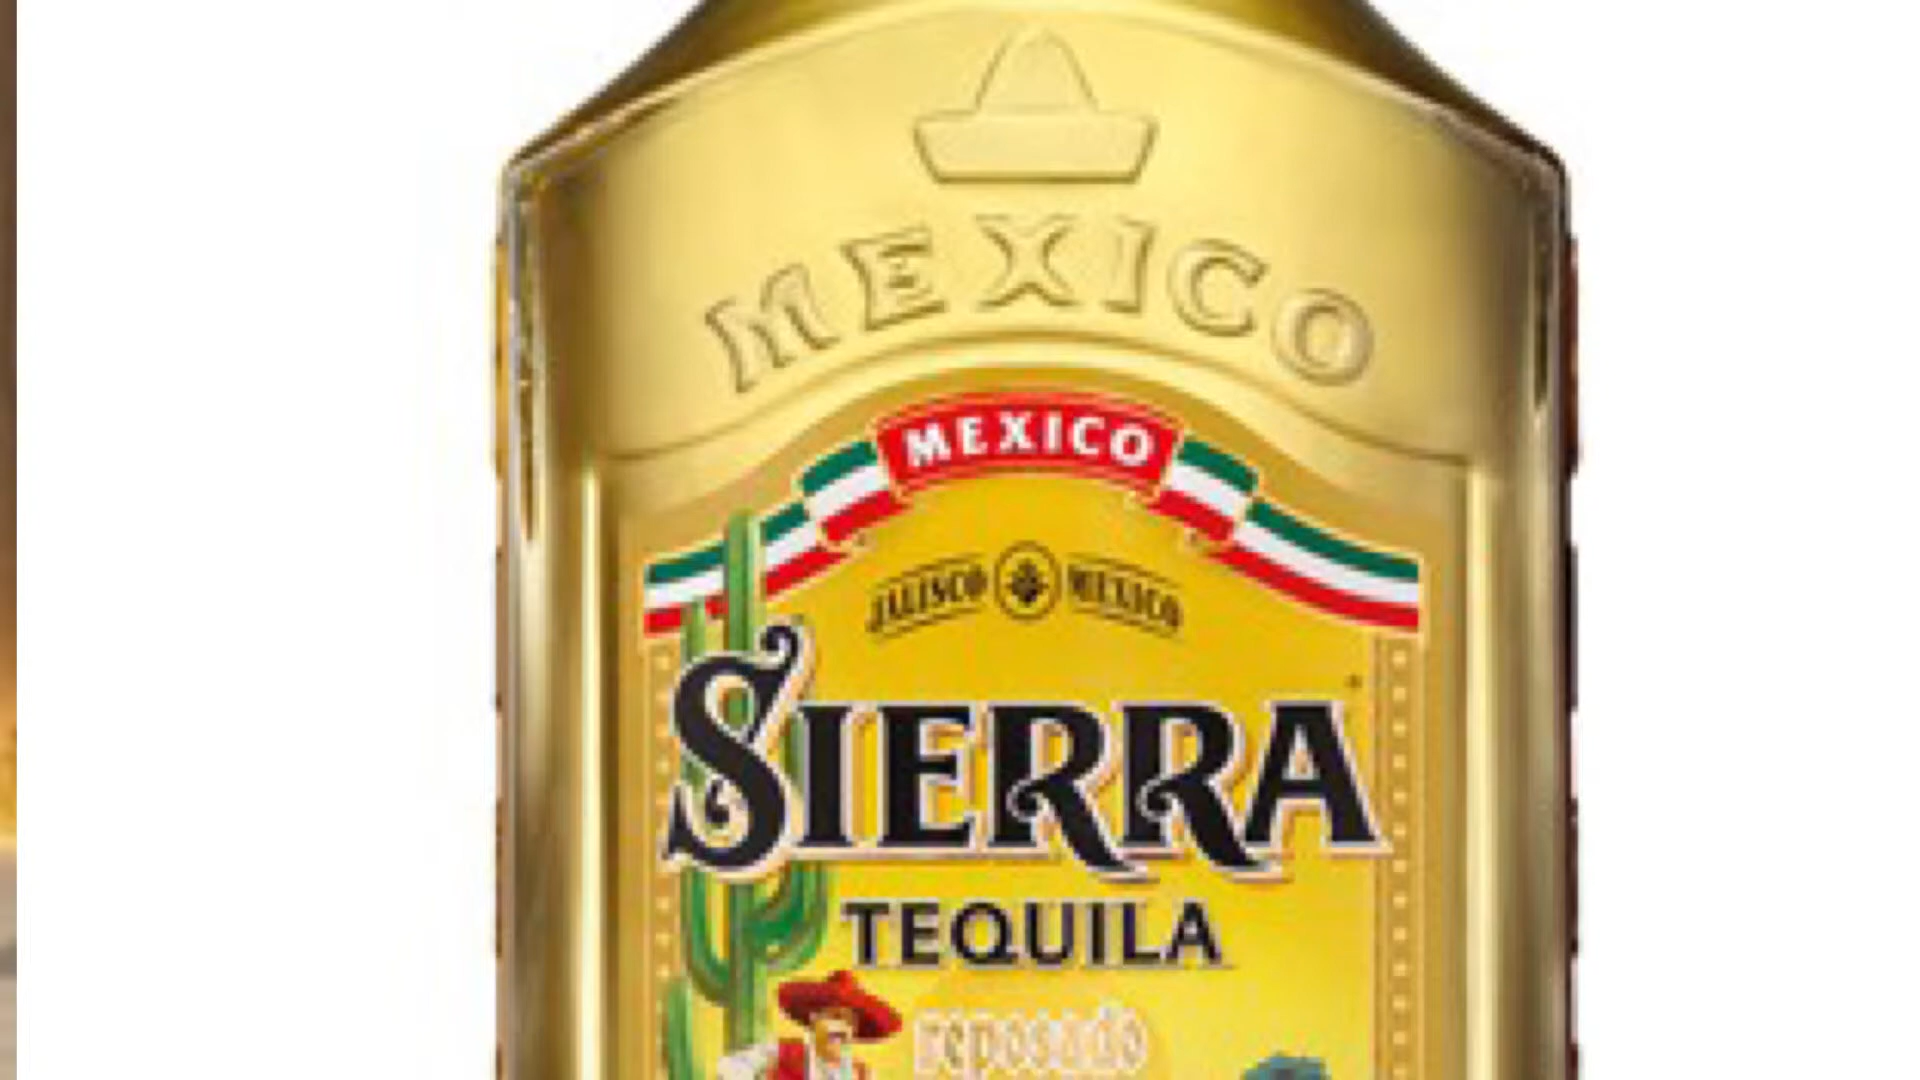 MEXICO
MEXICO
JALISCO MEXICO
SIERRA
TEQUILA
reposado